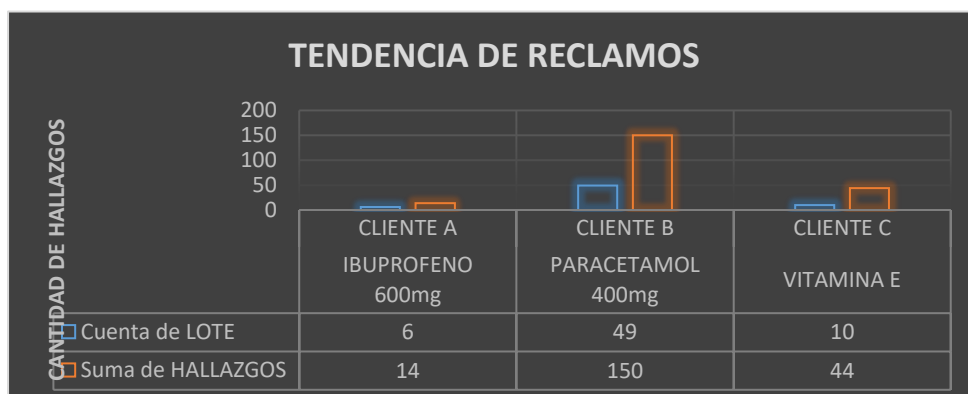 TENDENCIA DE RECLAMOS
CANTIDAD DE HALLAZGOS
200
150
100
50
0
CLIENTE A CLIENTE B CLIENTE C
IBUPROFENO 
600mg
PARACETAMOL
400mg
VITAMINA E
Cuenta de LOTE 6 49 10
Suma de HALLAZGOS 14 150 44